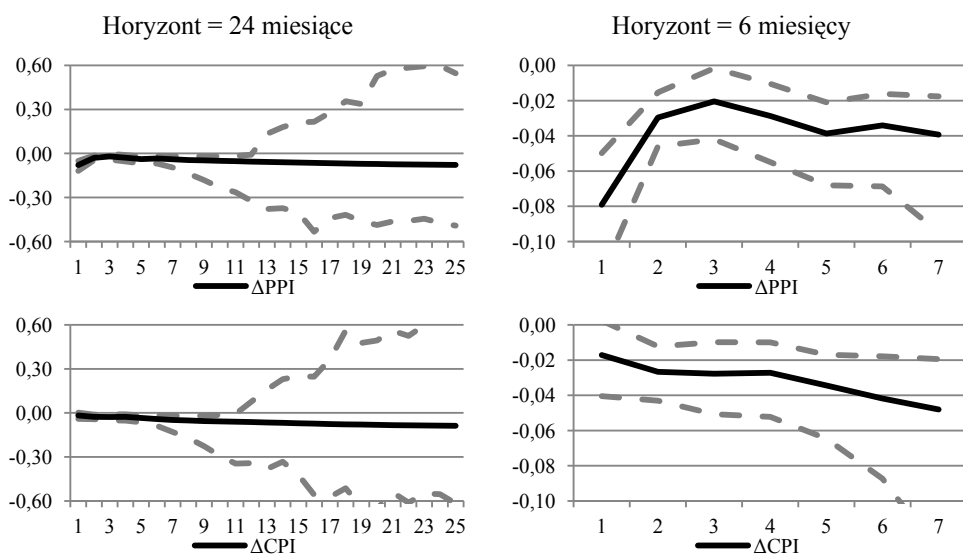 Horyzont = 24 miesiące
0,60
0,30
0,00
-0,30
-0,60
1 3 5 7 9 11 13 15 17 19 21 23 25
ΔPPI
Horyzont = 6 miesięcy
0,00
-0,02
-0,04
-0,06
-0,08
-0,10
1 2 3 4 5 6 7
ΔPPI
0,60
0,30
0,00
-0,30
-0,60
1 3 5 7 9 11 13 15 17 19 21 23 25
ΔCPI
0,00
-0,02
-0,04
-0,06
-0,08
-0,10
1 2 3 4 5 6 7
ΔCPI